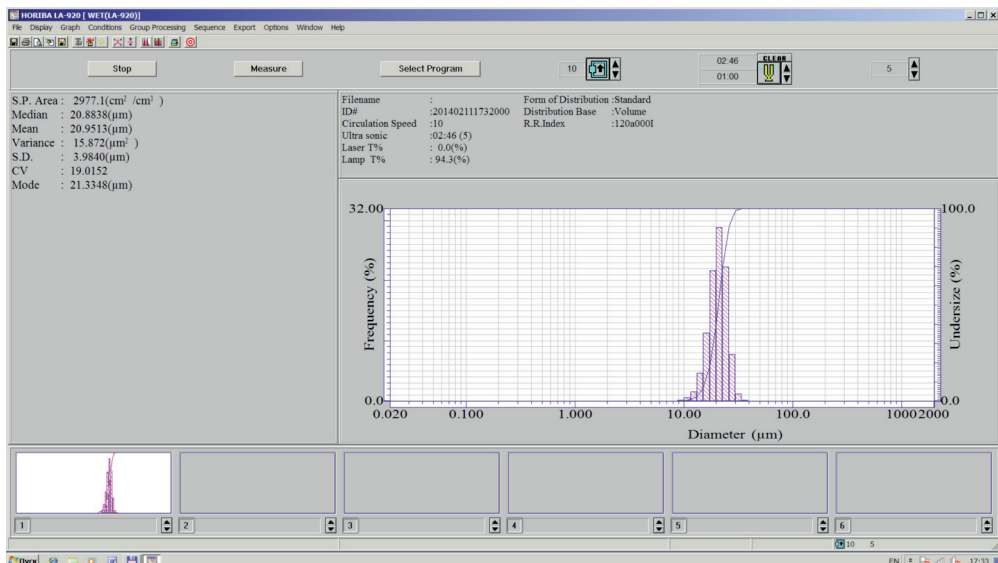 HORIBA LA-920 [ WET(LA-920)]
File Display Graph Conditions Group Processing Sequence Export Options Window Help
Stop Measure Select Program 10 02:46 01:00 CLEAR 5
S.P. Area : 2977.1(cm² /cm³ )
Median : 20.8838(µm)
Mean : 20.9513(µm)
Variance : 15.872(µm² )
S.D. : 3.9840(µm)
CV : 19.0152
Mode : 21.3348(µm)
Filename :
ID# :201402111732000
Circulation Speed :10
Ultra sonic :02:46 (5)
Laser T% : 0.0(%)
Lamp T% : 94.3(%)
Form of Distribution :Standard
Distribution Base :Volume
R.R.Index :120a000I
32.00
100.0
Frequency (%)
Undersize (%)
0.0
0.0
0.020 0.100 1.000 10.00 100.0 1000 2000
Diameter (µm)
1 2 3 4 5 6
10 5
Пуск EN 17:33